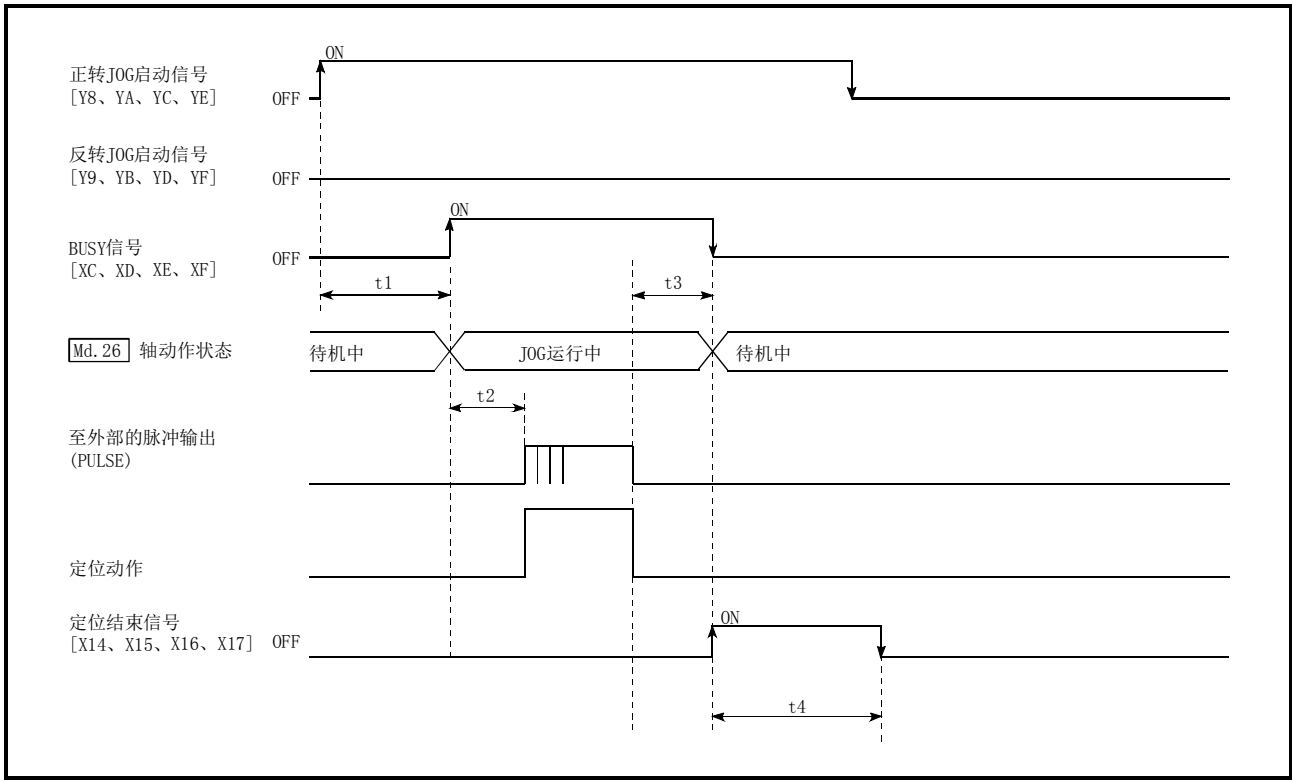 ON
正转JOG启动信号
[Y8、YA、YC、YE] OFF
反转JOG启动信号
[Y9、YB、YD、YF] OFF
ON
BUSY信号
[XC、XD、XE、XF] OFF
t1 t3
Md.26 轴动作状态 待机中 JOG运行中 待机中
t2
至外部的脉冲输出
(PULSE)
定位动作
ON
定位结束信号
[X14、X15、X16、X17] OFF
t4